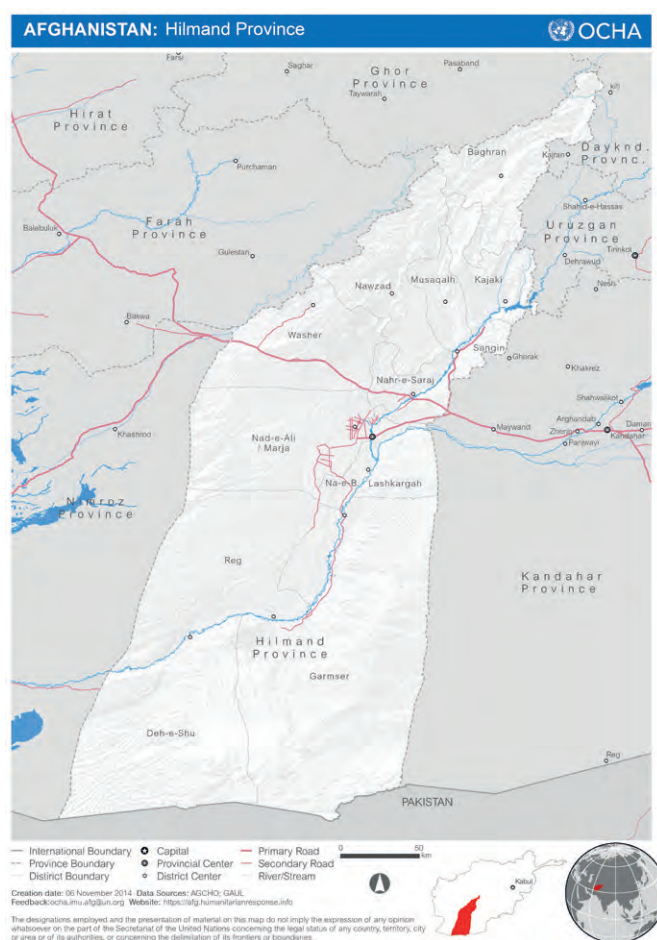 AFGHANISTAN: Hilmand Province
OCHA
Farsi
Saghar
Ghor
Province
Pasaband
Taywarah
Hirat
Province
Baghran
Kajran
Dayknd.
Provnc.
Purchaman
Shahid-e-Hassas
Farah
Province
Balabuluk
Uruzgan
Province
Tirinkot
Gulestan
Dehrawud
Nesh
Nawzad
Musaqalh
Kajaki
Bakwa
Washer
Sangin
Ghorak
Khakrez
Nahr-e-Saraj
Shahwalikot
Arghandab
Maywand
Zheray
Daman
Kandahar
Panjwayi
Khashrod
Nad-e-Ali
/ Marja
Na-e-B.
Lashkargah
Nimroz
Province
Reg
Kandahar
Province
Hilmand
Province
Garmser
Deh-e-Shu
Reg
PAKISTAN
International Boundary
Province Boundary
District Boundary
Capital
Provincial Center
District Center
Primary Road
Secondary Road
River/Stream
0 50
km
Kabul
Creation date: 06 November 2014 Data Sources: AGCHO; GAUL
Feedback:ocha.imu.afg@un.org Website: https://afg.humanitarianresponse.info
The designations employed and the presentation of material on this map do not imply the expression of any opinion
whatsoever on the part of the Secretariat of the United Nations concerning the legal status of any country, territory, city
or area or of its authorities, or concerning the delimitation of its frontiers or boundaries.